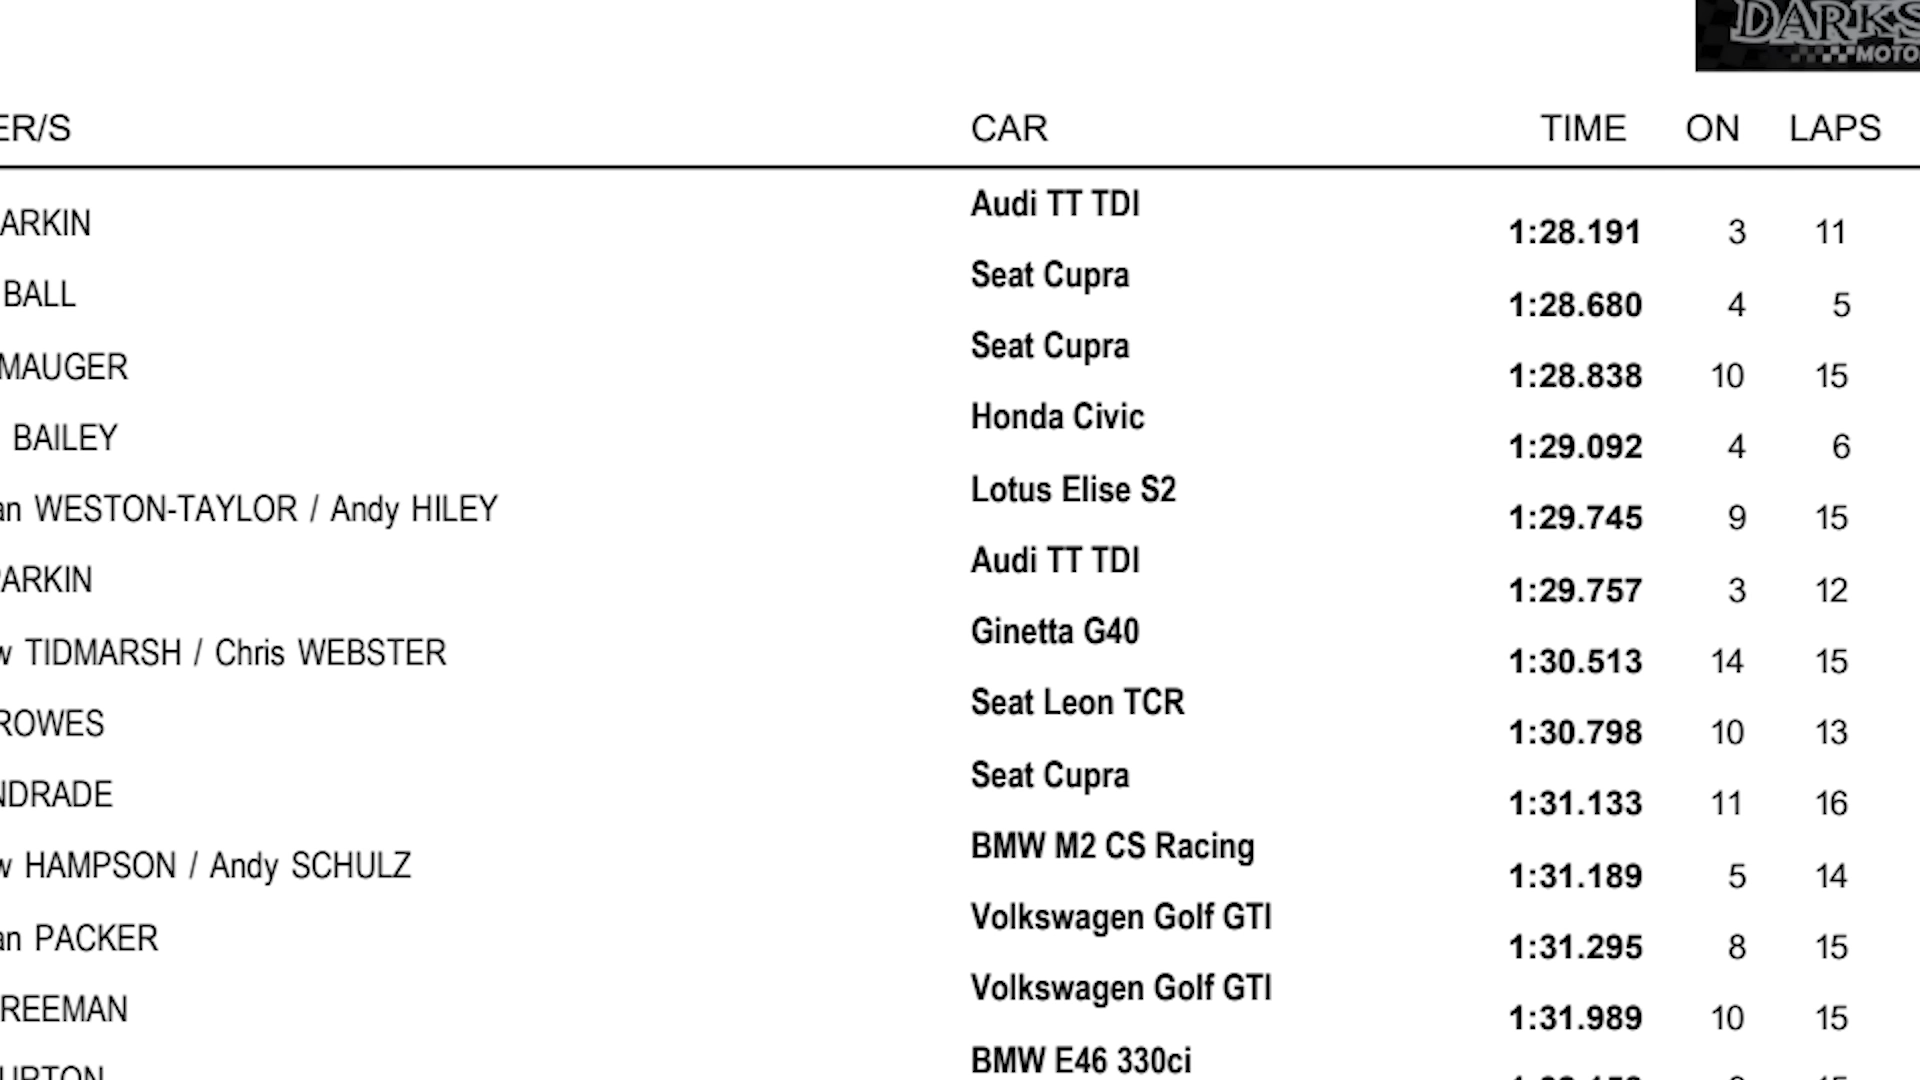 DARKS
MOTO
ER/S CAR TIME ON LAPS
ARKIN Audi TT TDI 1:28.191 3 11
BALL Seat Cupra 1:28.680 4 5
MAUGER Seat Cupra 1:28.838 10 15
BAILEY Honda Civic 1:29.092 4 6
an WESTON-TAYLOR / Andy HILEY Lotus Elise S2 1:29.745 9 15
PARKIN Audi TT TDI 1:29.757 3 12
w TIDMARSH / Chris WEBSTER Ginetta G40 1:30.513 14 15
ROWES Seat Leon TCR 1:30.798 10 13
NDRADE Seat Cupra 1:31.133 11 16
w HAMPSON / Andy SCHULZ BMW M2 CS Racing 1:31.189 5 14
an PACKER Volkswagen Golf GTI 1:31.295 8 15
REEMAN Volkswagen Golf GTI 1:31.989 10 15
BMW E46 330ci